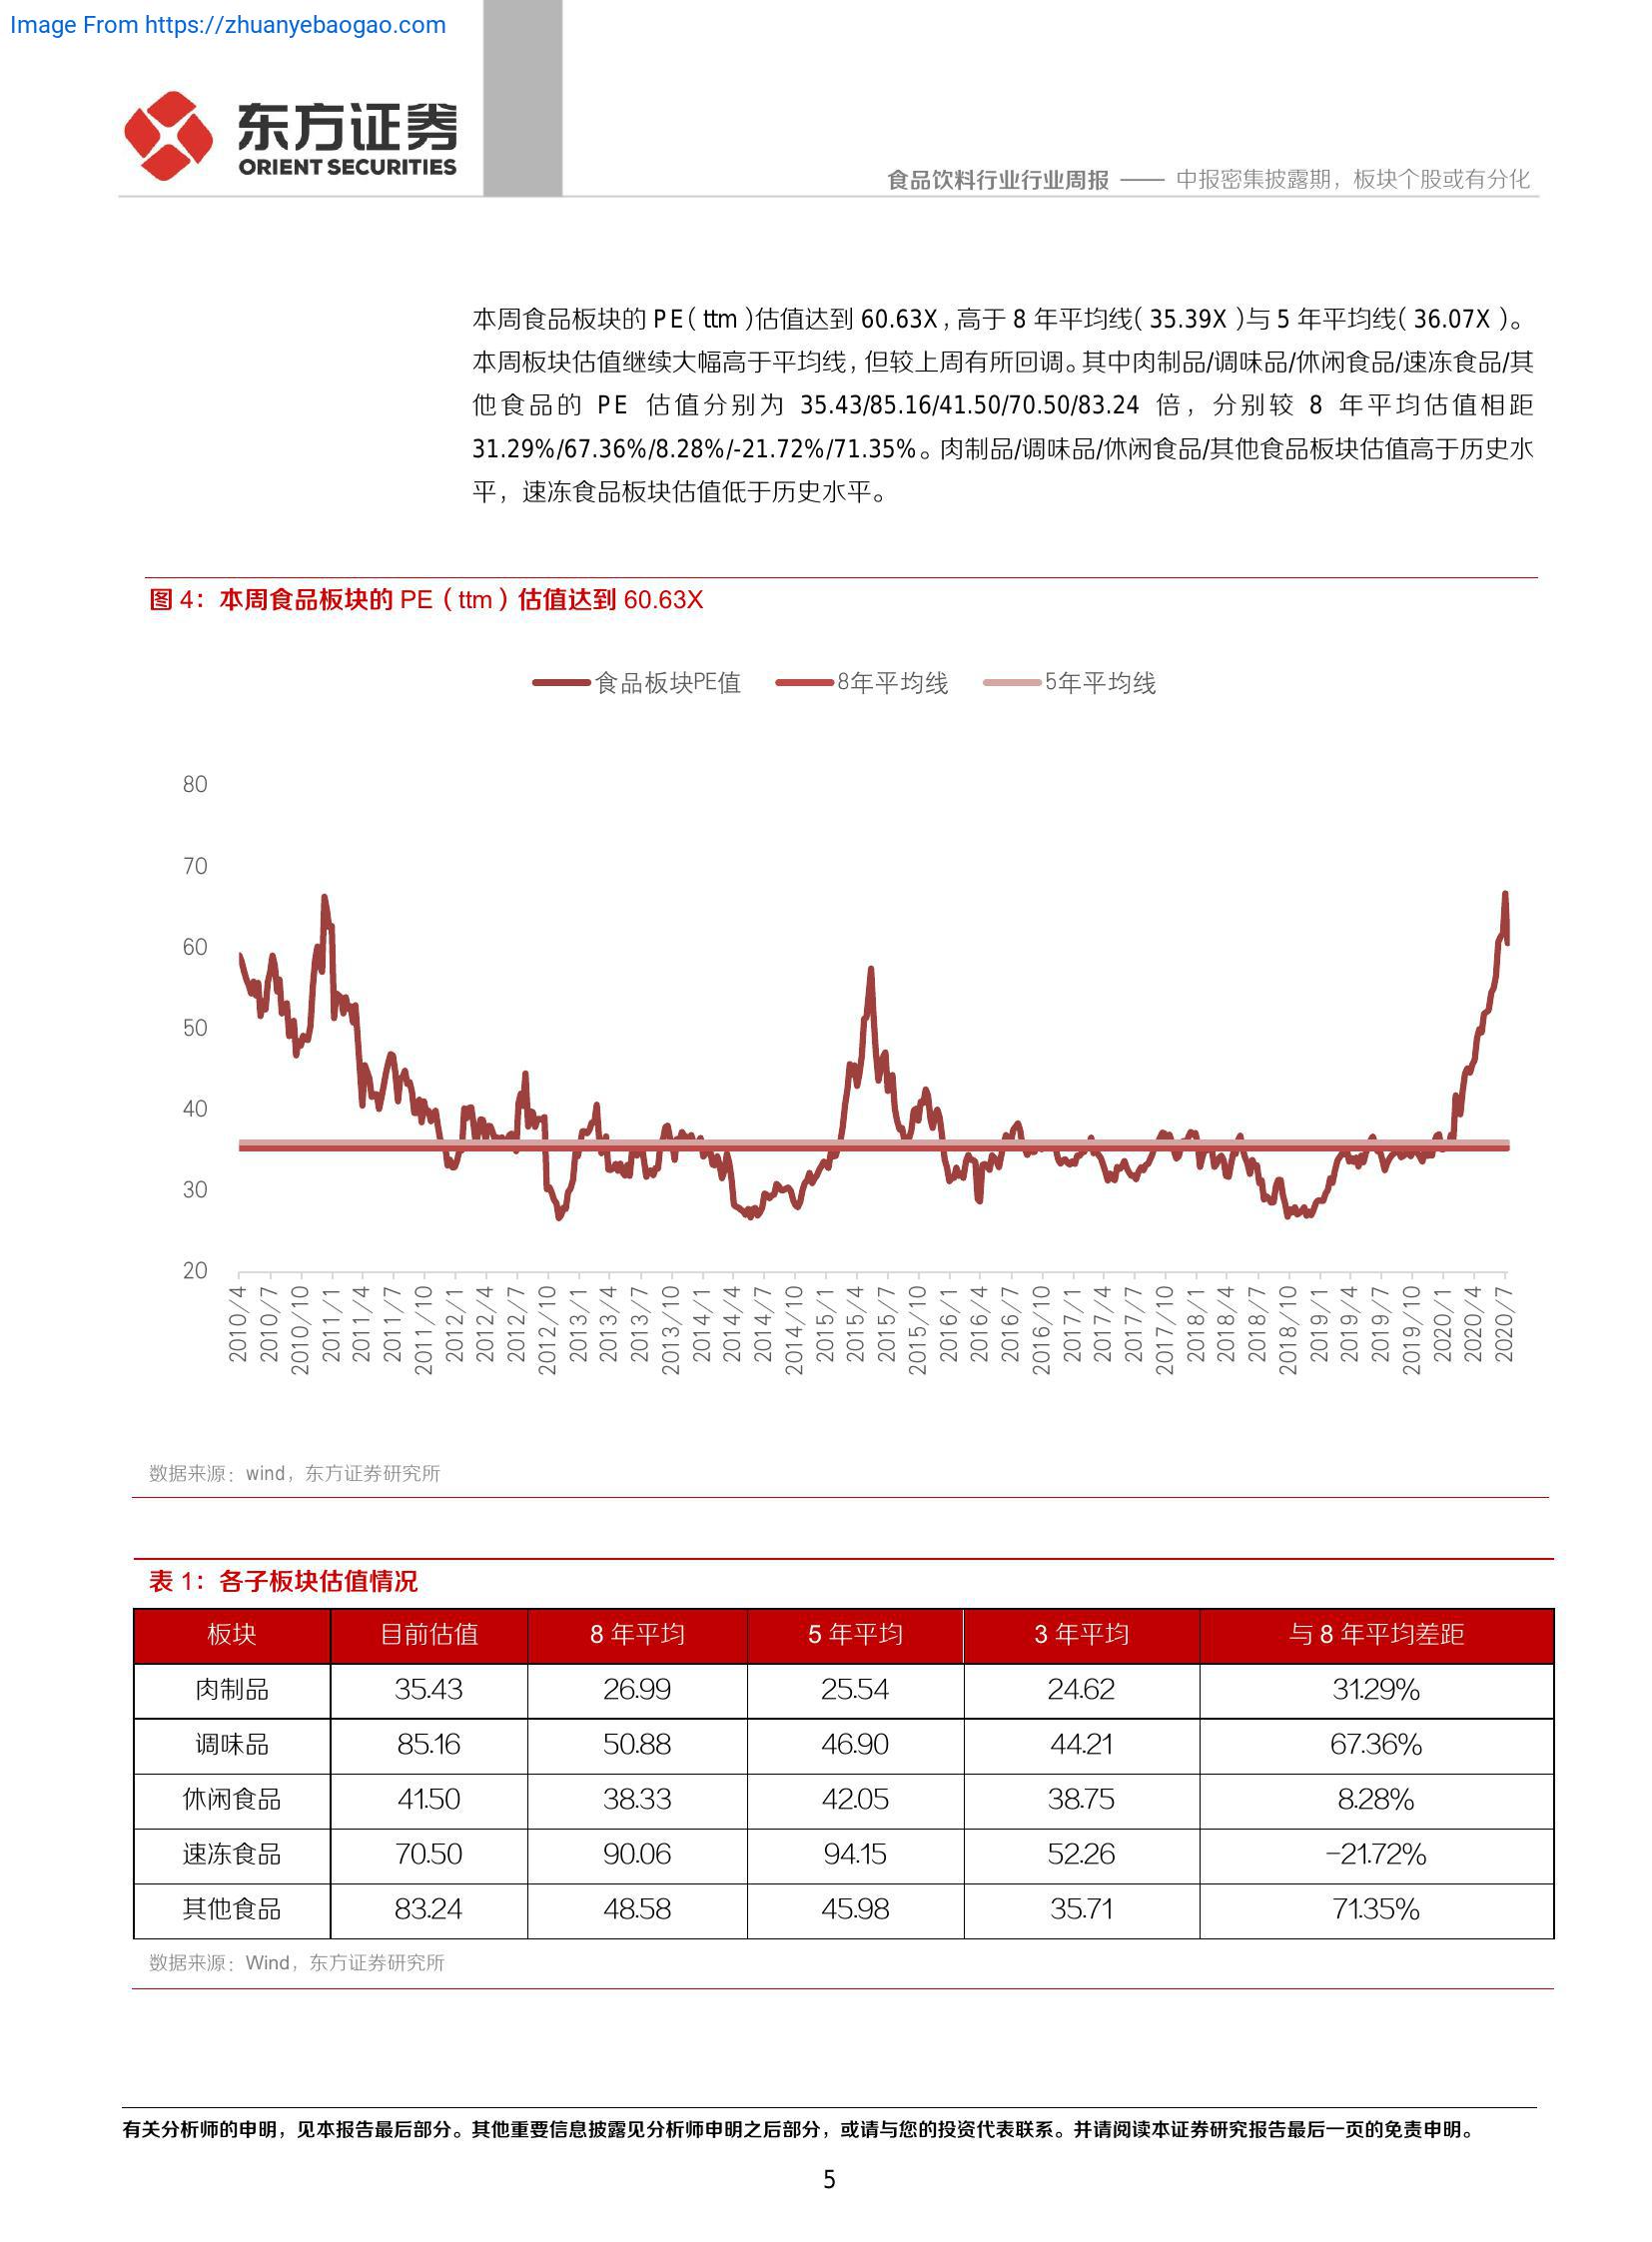 Image From https://zhuanyebaogao.com
东方证券
ORIENT SECURITIES
食品饮料行业行业周报 —— 中报密集披露期，板块个股或有分化
本周食品板块的 PE（ttm）估值达到 60.63X，高于 8 年平均线（35.39X）与 5 年平均线（36.07X）。
本周板块估值继续大幅高于平均线，但较上周有所回调。其中肉制品/调味品/休闲食品/速冻食品/其
他食品的 PE 估值分别为 35.43/85.16/41.50/70.50/83.24 倍，分别较 8 年平均估值相距
31.29%/67.36%/8.28%/-21.72%/71.35%。肉制品/调味品/休闲食品/其他食品板块估值高于历史水
平，速冻食品板块估值低于历史水平。
图 4：本周食品板块的 PE（ttm）估值达到 60.63X
食品板块PE值 8年平均线 5年平均线
80
70
60
50
40
30
20
2010/4 2010/7 2010/10 2011/1 2011/4 2011/7 2011/10 2012/1 2012/4 2012/7 2012/10 2013/1 2013/4 2013/7 2013/10 2014/1 2014/4 2014/7 2014/10 2015/1 2015/4 2015/7 2015/10 2016/1 2016/4 2016/7 2016/10 2017/1 2017/4 2017/7 2017/10 2018/1 2018/4 2018/7 2018/10 2019/1 2019/4 2019/7 2019/10 2020/1 2020/4 2020/7
数据来源：wind，东方证券研究所
表 1：各子板块估值情况
板块 目前估值 8 年平均 5 年平均 3 年平均 与 8 年平均差距
肉制品 35.43 26.99 25.54 24.62 31.29%
调味品 85.16 50.88 46.90 44.21 67.36%
休闲食品 41.50 38.33 42.05 38.75 8.28%
速冻食品 70.50 90.06 94.15 52.26 -21.72%
其他食品 83.24 48.58 45.98 35.71 71.35%
数据来源：Wind，东方证券研究所
有关分析师的申明，见本报告最后部分。其他重要信息披露见分析师申明之后部分，或请与您的投资代表联系。并请阅读本证券研究报告最后一页的免责申明。
5